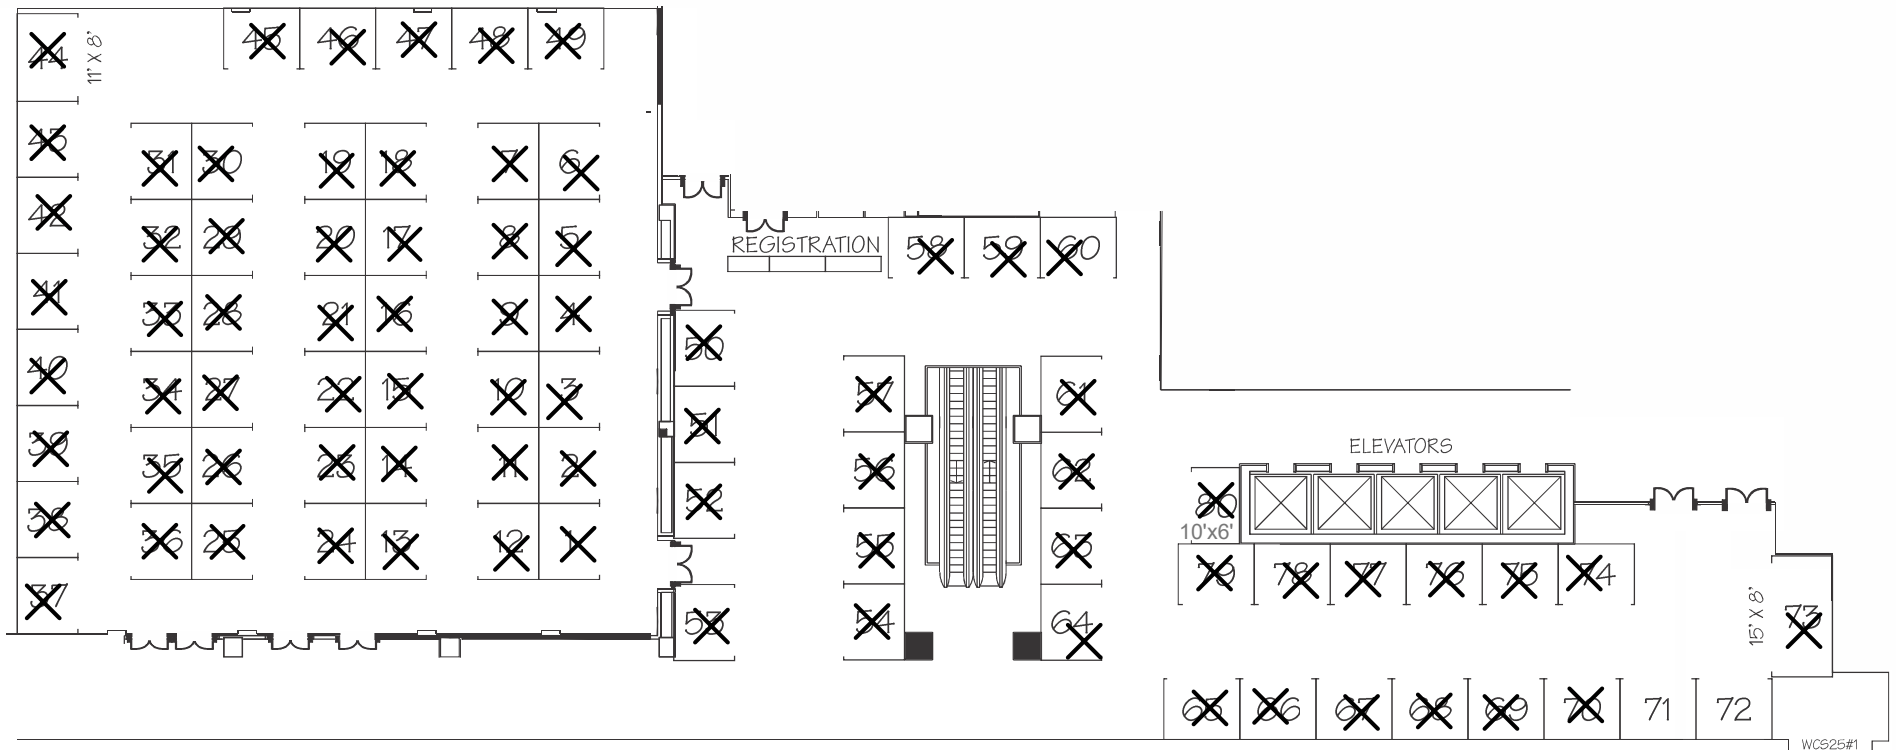 45 46 47 48 49
44
11' X 8'
43
31 30 19 18 7 6
42
32 29 20 17 8 5
REGISTRATION
58 59 60
41
33 28 21 16 9 4
50
40
34 27 22 15 10 3
57 61
51
39
35 26 23 14 11 2
56 62
ELEVATORS
52
80
10'x6'
38
36 25 24 13 12 1
55 63
79 78 77 76 75 74
37
53
54 64
15' X 8'
73
65 66 67 68 69 70 71 72
WCS25#1